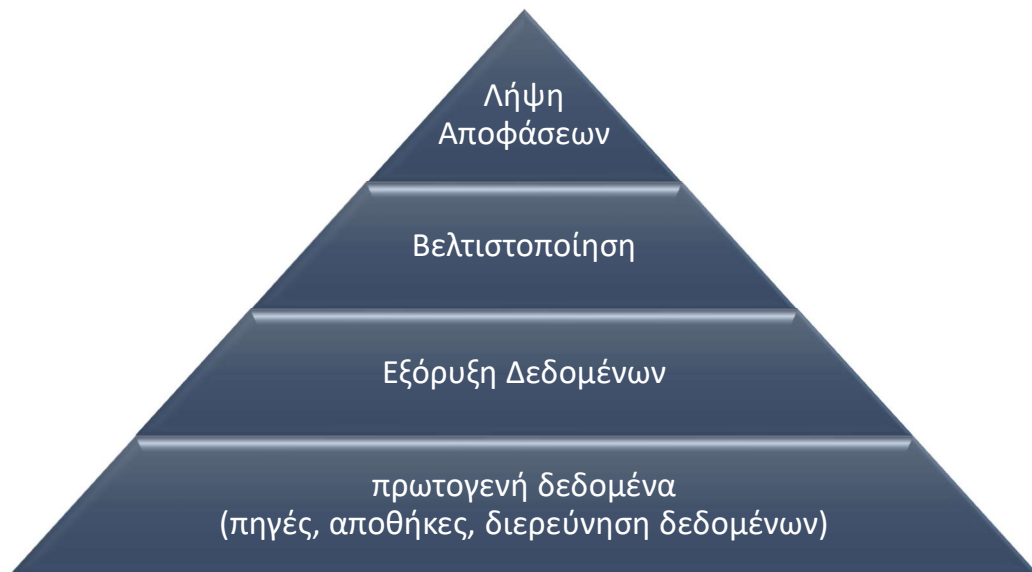 Λήψη
Αποφάσεων
Βελτιστοποίηση
Εξόρυξη Δεδομένων
πρωτογενή δεδομένα
(πηγές, αποθήκες, διερεύνηση δεδομένων)